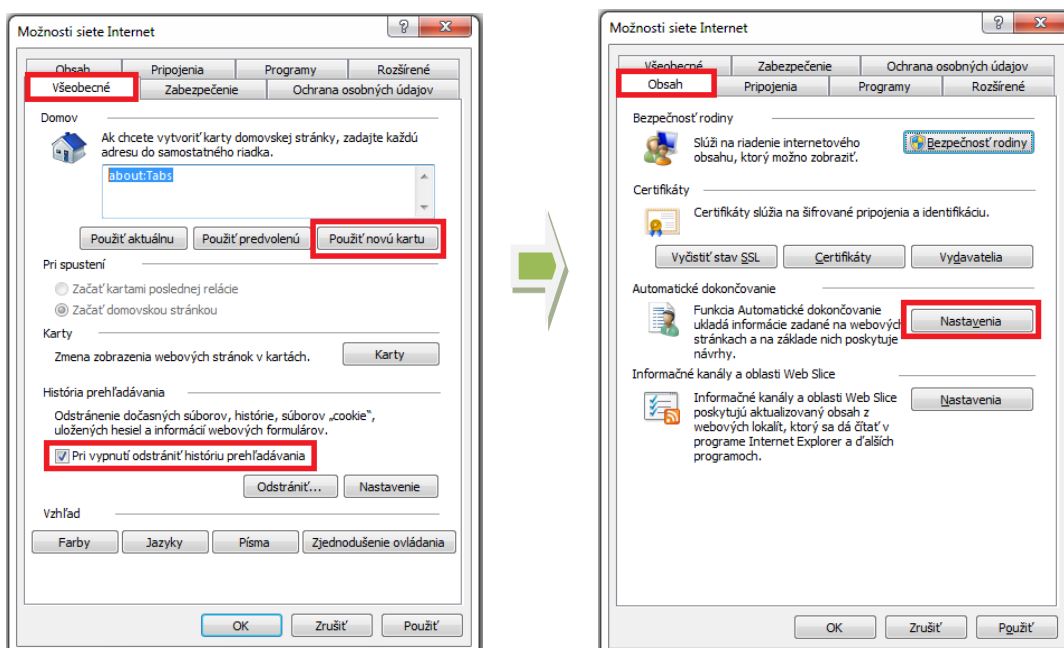 Možnosti siete Internet
Obsah Pripojenia Programy Rozšírené
Všeobecné Zabezpečenie Ochrana osobných údajov
Domov
Ak chcete vytvoriť karty domovskej stránky, zadajte každú
adresu do samostatného riadka.
about:Tabs
Použiť aktuálnu Použiť predvolenú Použiť novú kartu
Pri spustení
Začať kartami poslednej relácie
Začať domovskou stránkou
Karty
Zmena zobrazenia webových stránok v kartách. Karty
História prehľadávania
Odstránenie dočasných súborov, histórie, súborov „cookie“,
uložených hesiel a informácií webových formulárov.
Pri vypnutí odstrániť históriu prehľadávania
Odstrániť... Nastavenie
Vzhľad
Farby Jazyky Písma Zjednodušenie ovládania
OK Zrušiť Použiť
Možnosti siete Internet
Všeobecné Zabezpečenie Ochrana osobných údajov
Obsah Pripojenia Programy Rozšírené
Bezpečnosť rodiny
Slúži na riadenie internetového
obsahu, ktorý možno zobraziť.
Bezpečnosť rodiny
Certifikáty
Certifikáty slúžia na šifrované pripojenia a identifikáciu.
Vyčistiť stav SSL Certifikáty Vydavatelia
Automatické dokončovanie
Funkcia Automatické dokončovanie
ukladá informácie zadané na webových
stránkach a na základe nich poskytuje
návrhy.
Nastavenia
Informačné kanály a oblasti Web Slice
Informačné kanály a oblasti Web Slice
poskytujú aktualizovaný obsah z
webových lokalít, ktorý sa dá čítať v
programe Internet Explorer a ďalších
programoch.
Nastavenia
OK Zrušiť Použiť